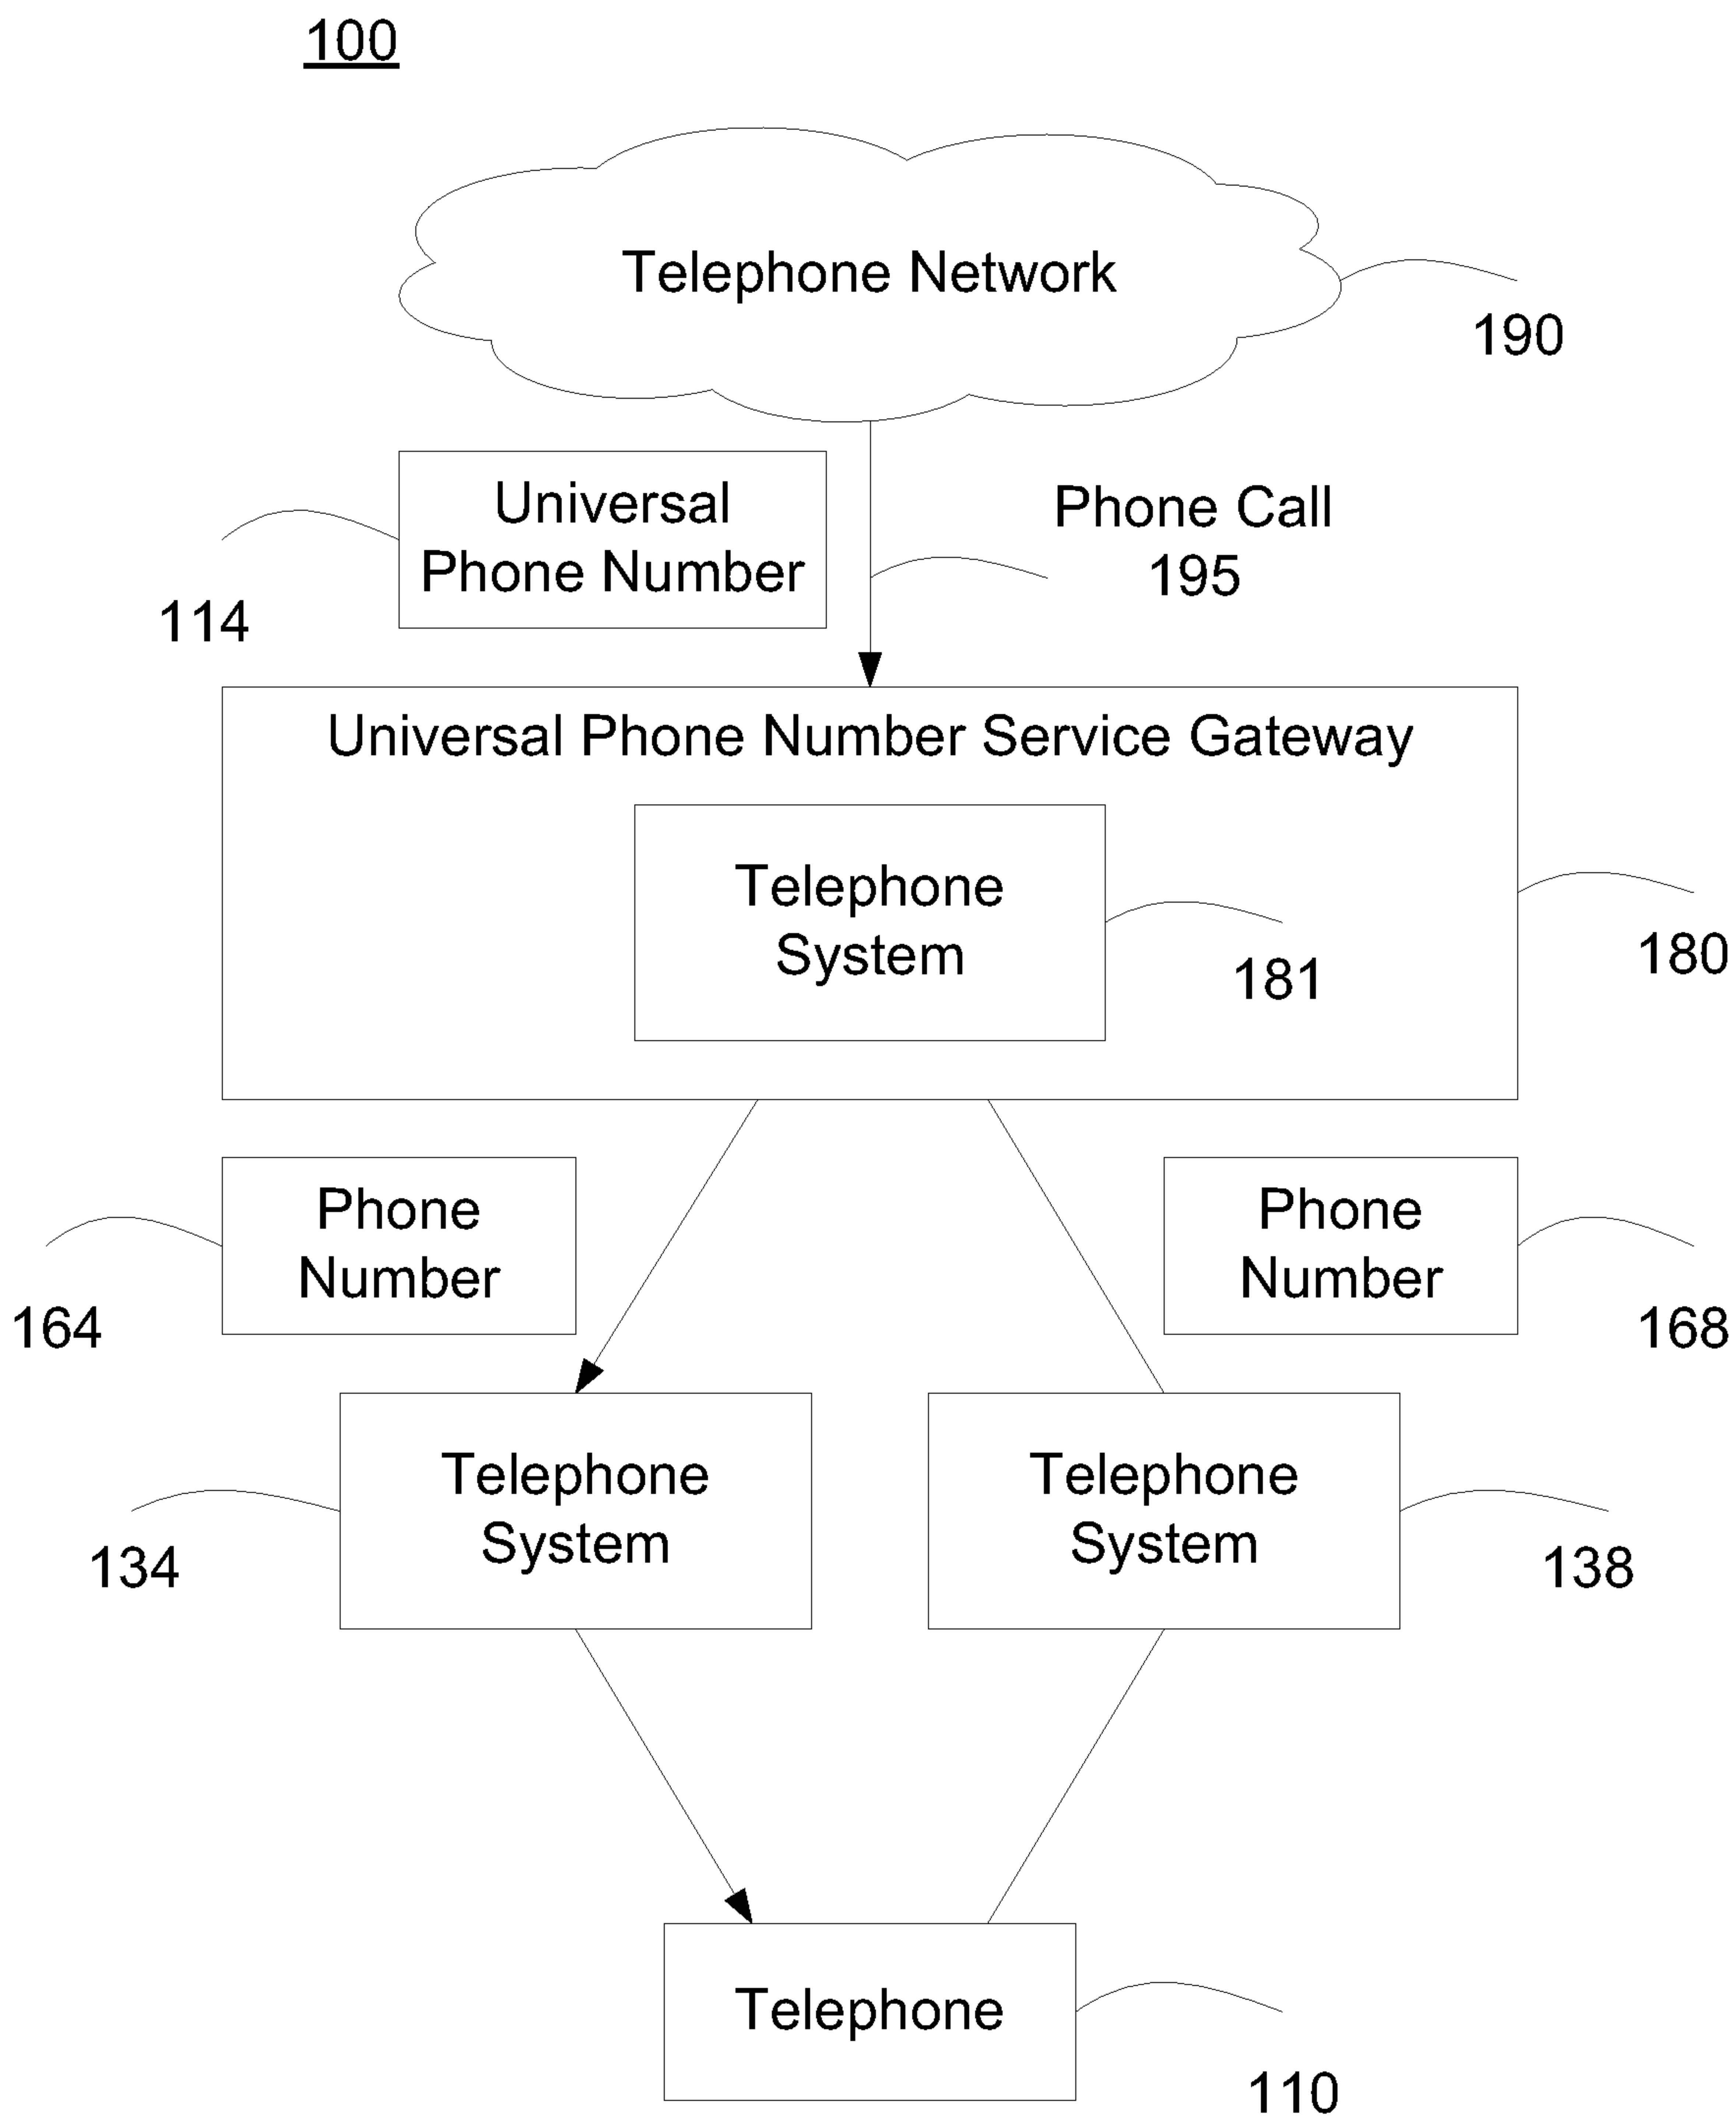 100
Telephone Network
190
Universal
Phone Number
114
Phone Call
195
Universal Phone Number Service Gateway
Telephone
System
181
180
Phone
Number
164
Phone
Number
168
Telephone
System
134
Telephone
System
138
Telephone
110